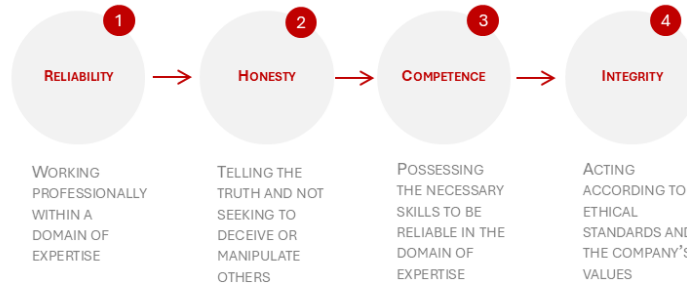 1
2
3
4
RELIABILITY
HONESTY
COMPETENCE
INTEGRITY
WORKING
PROFESSIONALLY
WITHIN A
DOMAIN OF
EXPERTISE
TELLING THE
TRUTH AND NOT
SEEKING TO
DECEIVE OR
MANIPULATE
OTHERS
POSSESSING
THE NECESSARY
SKILLS TO BE
RELIABLE IN THE
DOMAIN OF
EXPERTISE
ACTING
ACCORDING TO
ETHICAL
STANDARDS AND
THE COMPANY'S
VALUES